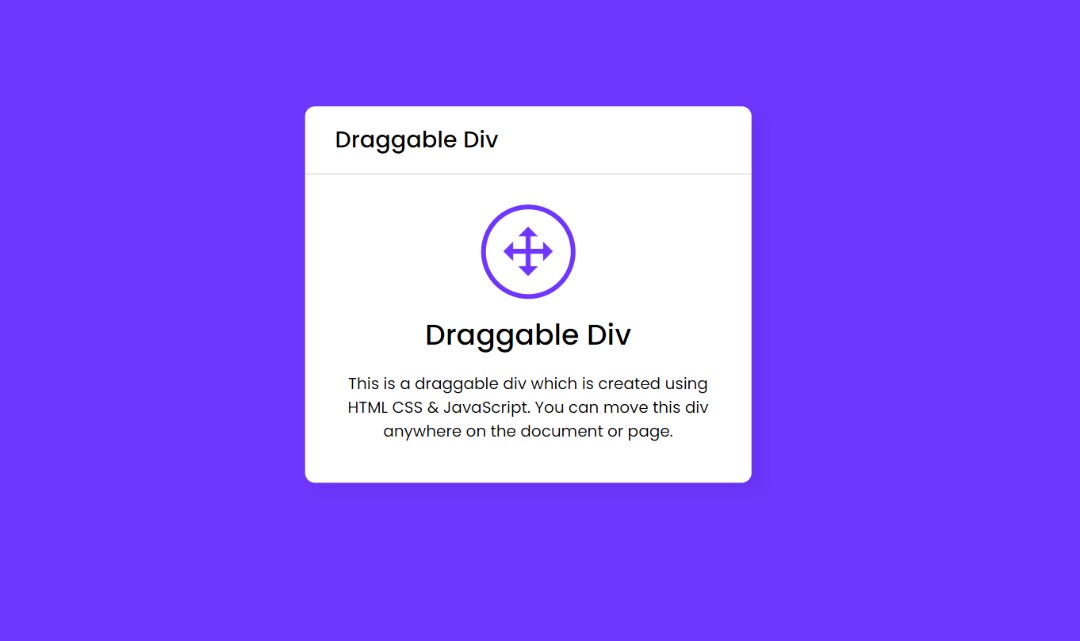 Draggable Div
Draggable Div
This is a draggable div which is created using
HTML CSS & JavaScript. You can move this div
anywhere on the document or page.